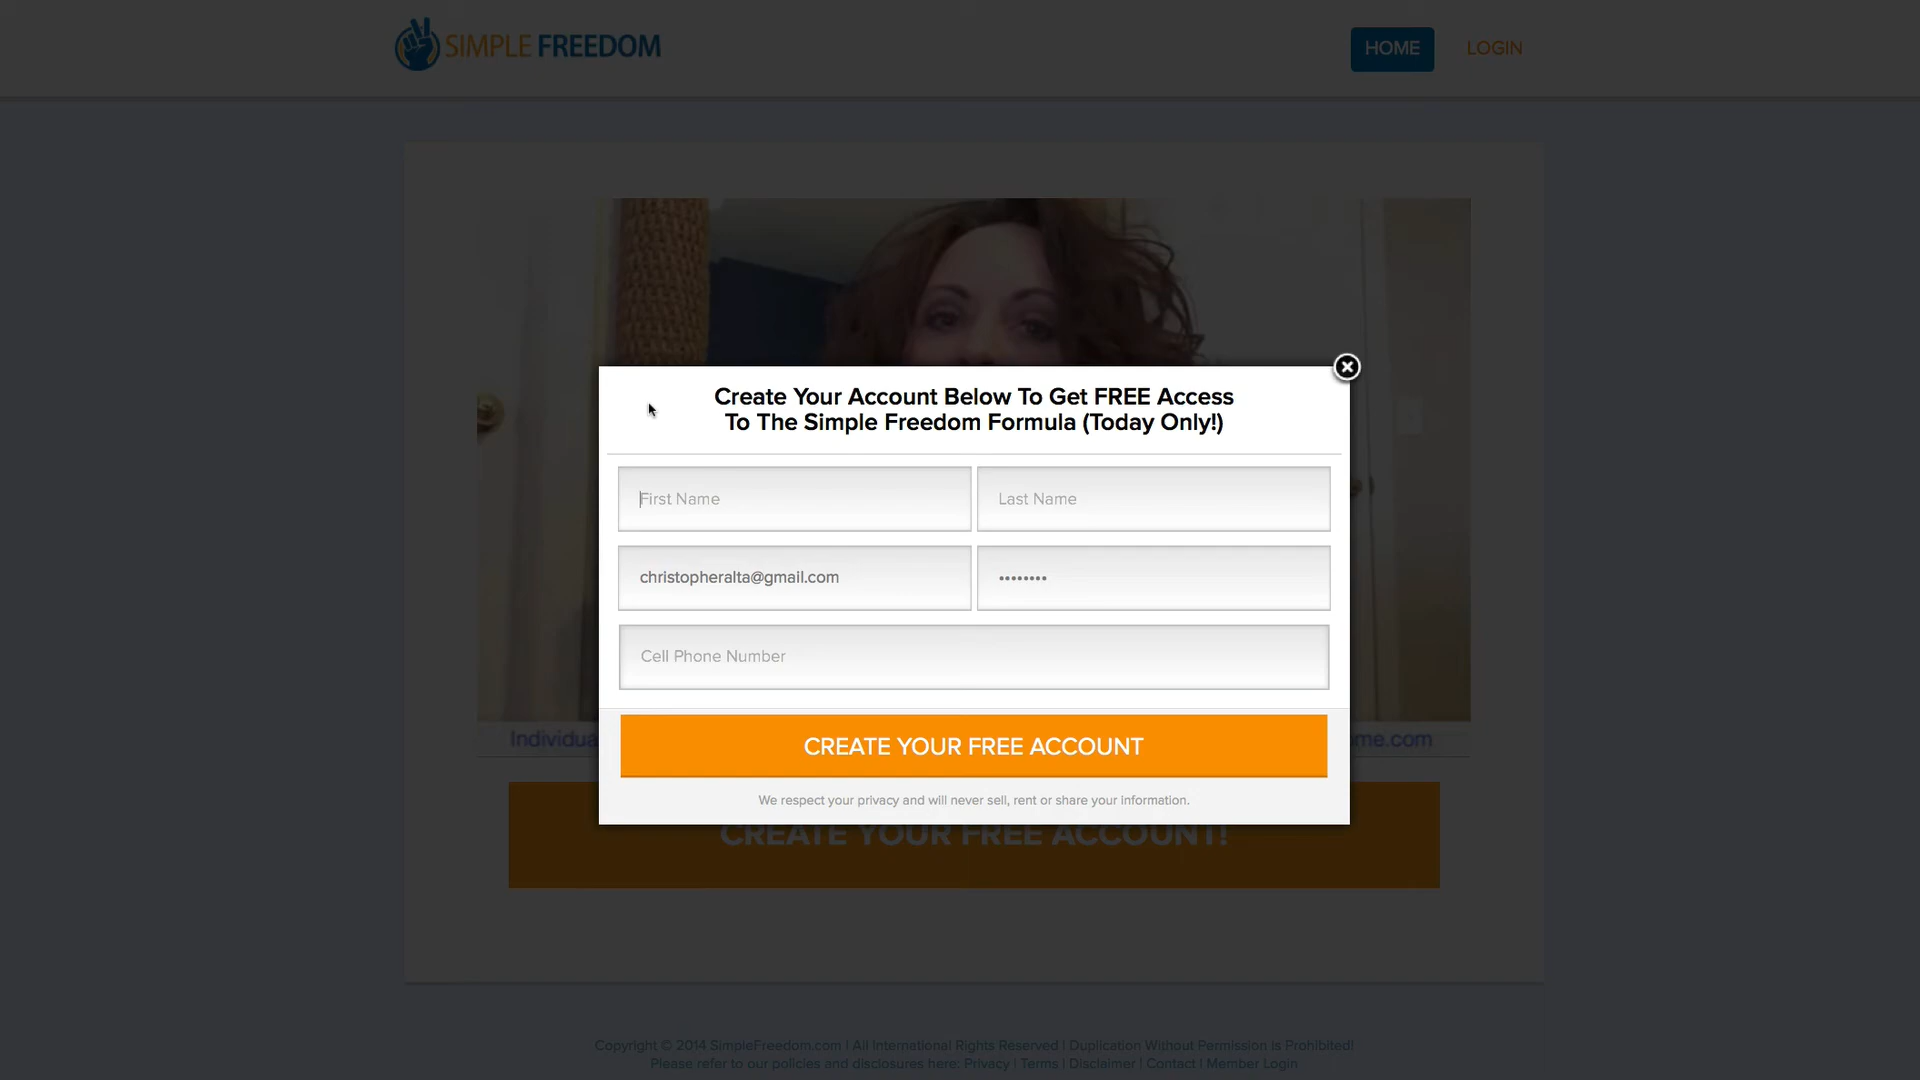 SIMPLE FREEDOM
HOME
LOGIN
Create Your Account Below To Get FREE Access
To The Simple Freedom Formula (Today Only!)
First Name
Last Name
christopheralta@gmail.com
••••••••
Cell Phone Number
CREATE YOUR FREE ACCOUNT
We respect your privacy and will never sell, rent or share your information.
CREATE YOUR FREE ACCOUNT!
Copyright © 2014 SimpleFreedom.com | All International Rights Reserved | Duplication Without Permission Is Prohibited!
Please refer to our policies and disclosures here: Privacy | Terms | Disclaimer | Contact | Member Login